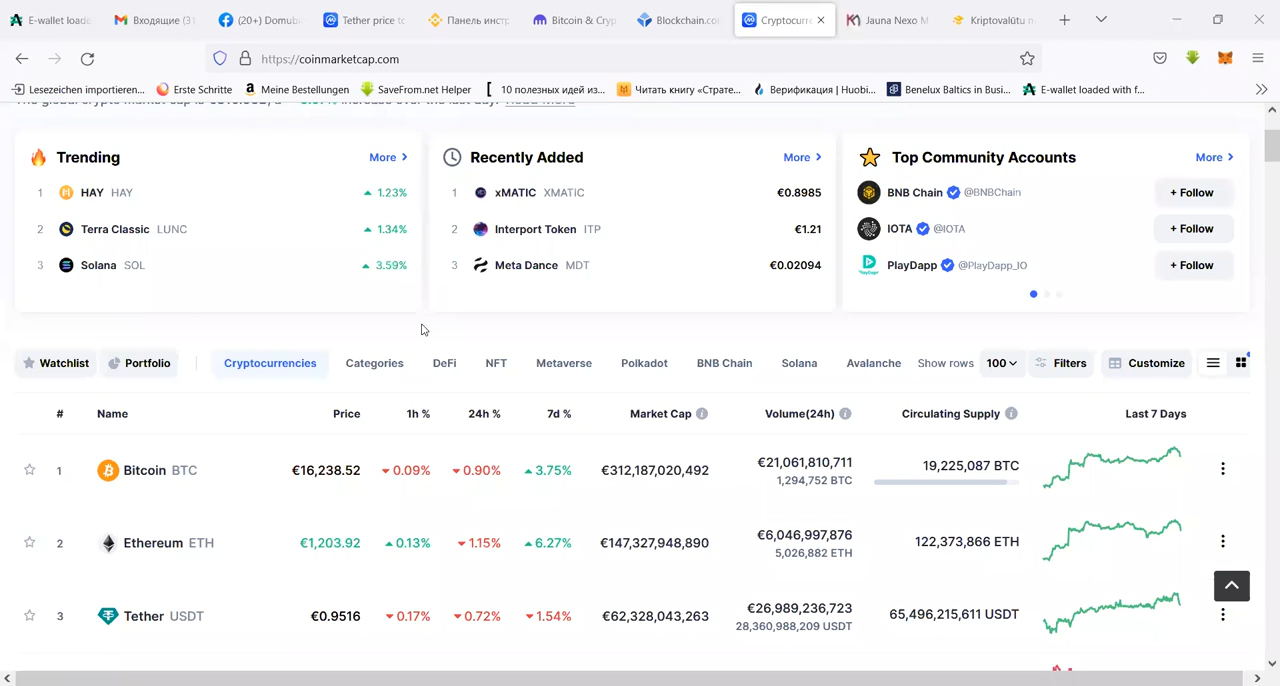 E-wallet loade
Входящие (31
(20+) Domub
Tether price to
Панель инстр
Bitcoin & Cryp
Blockchain.co
Cryptocurre
Jauna Nexo M
Kriptovalūtu n
https://coinmarketcap.com
Lesezeichen importieren...
Erste Schritte
Meine Bestellungen
SaveFrom.net Helper
10 полезных идей из...
Читать книгу «Страте...
Верификация | Huobi...
Benelux Baltics in Busi...
E-wallet loaded with f...
increase over the last day. Read More
Trending
More >
1 HAY HAY 1.23%
2 Terra Classic LUNC 1.34%
3 Solana SOL 3.59%
Recently Added
More >
1 xMATIC XMATIC €0.8985
2 Interport Token ITP €1.21
3 Meta Dance MDT €0.02094
Top Community Accounts
More >
BNB Chain @BNBChain + Follow
IOTA @IOTA + Follow
PlayDapp @PlayDapp_IO + Follow
Watchlist Portfolio Cryptocurrencies Categories DeFi NFT Metaverse Polkadot BNB Chain Solana Avalanche Show rows 100 Filters Customize
# Name Price 1h % 24h % 7d % Market Cap Volume(24h) Circulating Supply Last 7 Days
1 Bitcoin BTC €16,238.52 0.09% 0.90% 3.75% €312,187,020,492 €21,061,810,711 19,225,087 BTC
1,294,752 BTC
2 Ethereum ETH €1,203.92 0.13% 1.15% 6.27% €147,327,948,890 €6,046,997,876 122,373,866 ETH
5,026,882 ETH
3 Tether USDT €0.9516 0.17% 0.72% 1.54% €62,328,043,263 €26,989,236,723 65,496,215,611 USDT
28,360,988,209 USDT